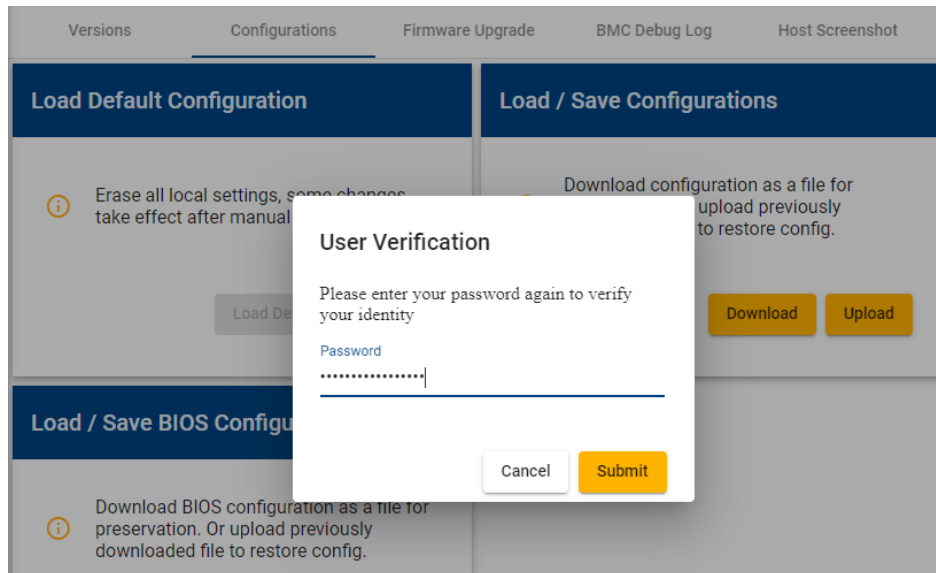 Versions
Configurations
Firmware Upgrade
BMC Debug Log
Host Screenshot
Load Default Configuration
Erase all local settings, some changes
take effect after manual
Load De
Load / Save Configurations
Download configuration as a file for
upload previously
to restore config.
Download
Upload
Load / Save BIOS Configu
Download BIOS configuration as a file for
preservation. Or upload previously
downloaded file to restore config.
User Verification
Please enter your password again to verify
your identity
Password
•••••••••••••••••
Cancel
Submit